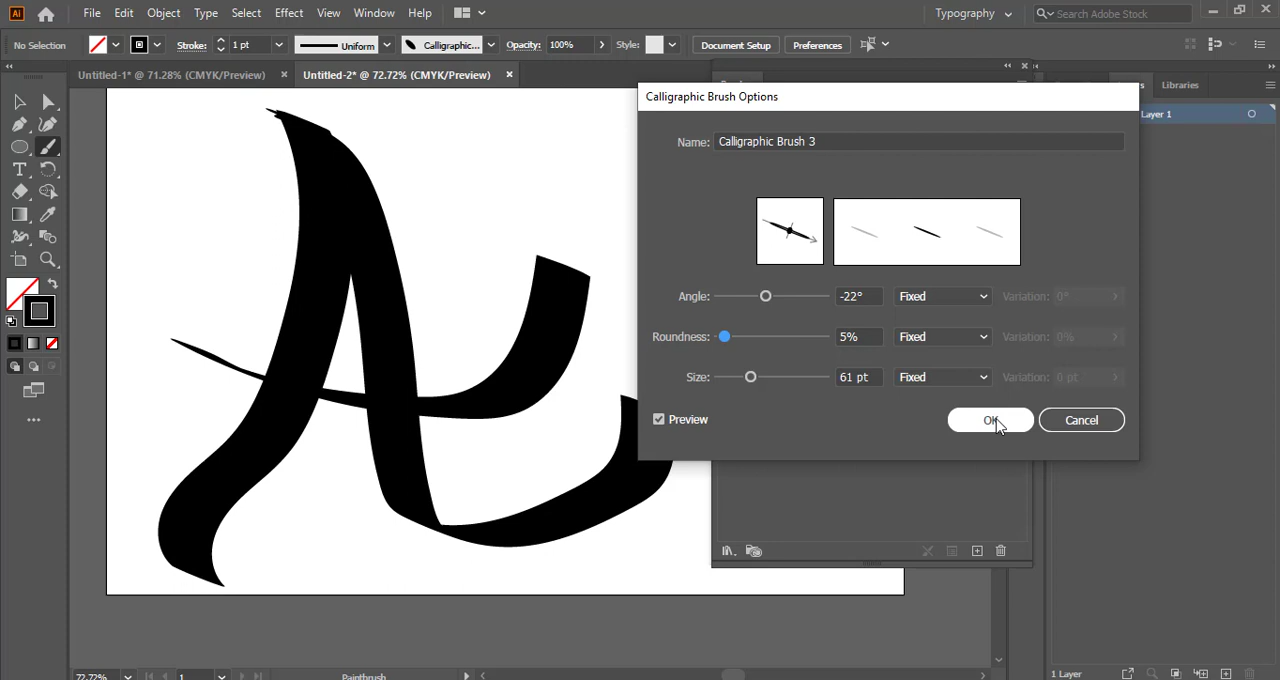 Ai File Edit Object Type Select Effect View Window Help Typography Search Adobe Stock
No Selection Stroke: 1 pt Uniform Calligraphic... Opacity: 100% Style: Document Setup Preferences
Untitled-1* @ 71.28% (CMYK/Preview) × Untitled-2* @ 72.72% (CMYK/Preview) ×
Libraries
Calligraphic Brush Options
Layer 1
Name: Calligraphic Brush 3
Angle: -22° Fixed Variation: 0°
Roundness: 5% Fixed Variation: 0%
Size: 61 pt Fixed Variation: 0 pt
Preview OK Cancel
72.72% 1 Paintbrush 1 Layer